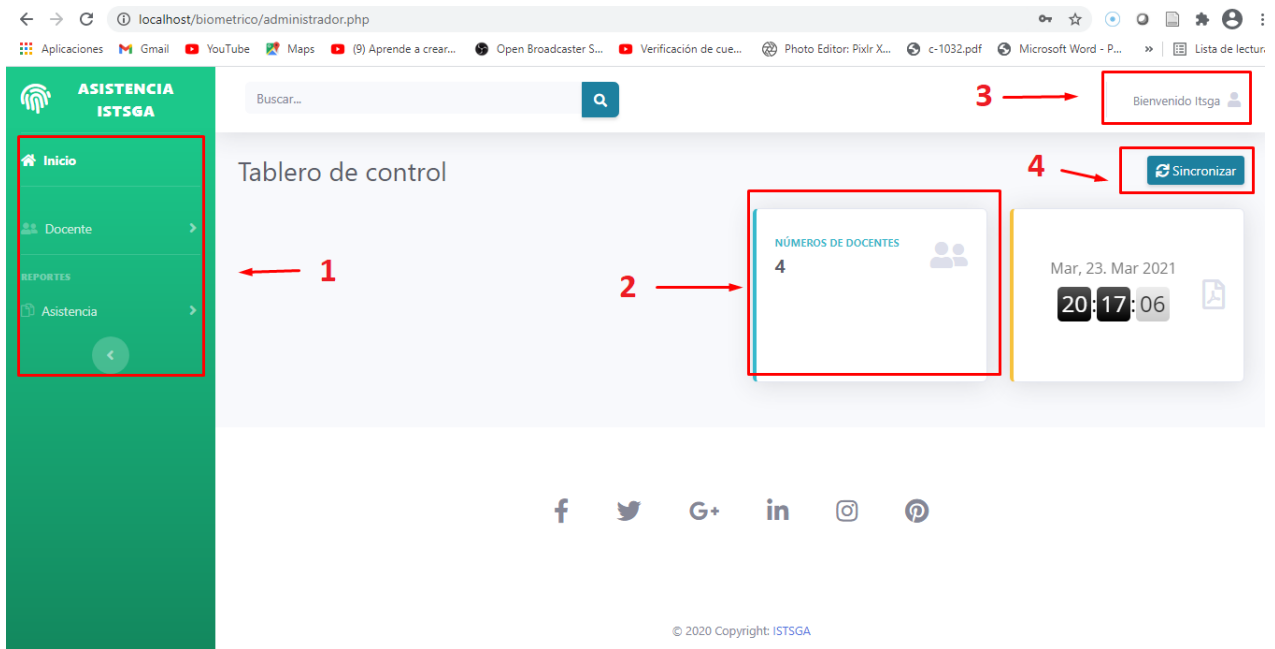 localhost/biometrico/administrador.php
Aplicaciones Gmail YouTube Maps (9) Aprende a crear... Open Broadcaster S... Verificación de cue... Photo Editor: Pixlr X... c-1032.pdf Microsoft Word - P... » Lista de lectura
ASISTENCIA
ISTSGA
Buscar...
3
Bienvenido Itsga
Inicio
Tablero de control
4
Sincronizar
Docente
REPORTES
Asistencia
1
2
NÚMEROS DE DOCENTES
4
Mar, 23. Mar 2021
20:17:06
f G+ in
© 2020 Copyright: ISTSGA